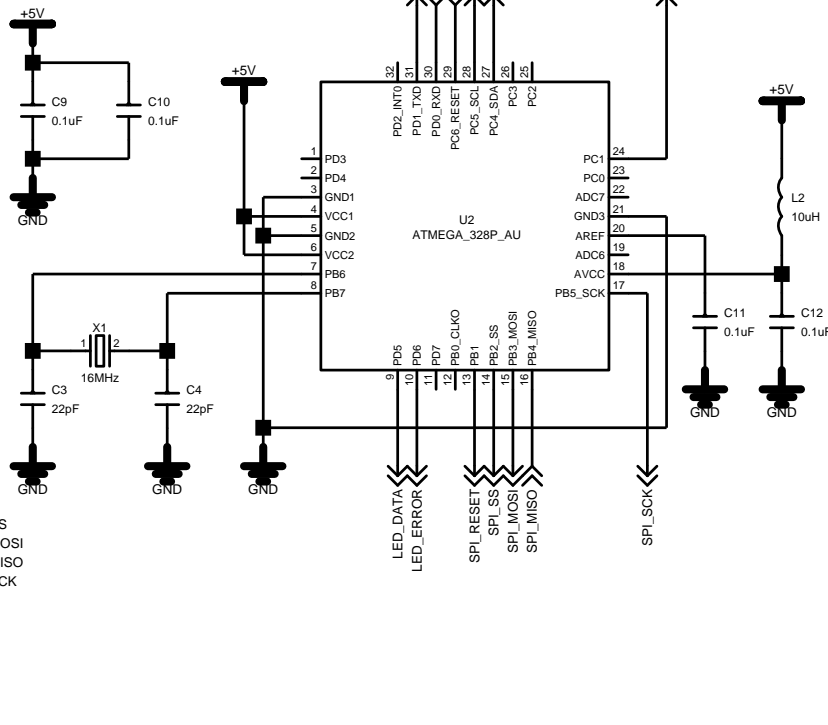 +5V
C9
0.1uF
C10
0.1uF
GND
+5V
32
31
30
29
28
27
26
25
PD2_INT0
PD1_TXD
PD0_RXD
PC6_RESET
PC5_SCL
PC4_SDA
PC3
PC2
1
PD3
2
PD4
3
GND1
4
VCC1
5
GND2
6
VCC2
7
PB6
8
PB7
U2
ATMEGA_328P_AU
24
PC1
23
PC0
22
ADC7
21
GND3
20
AREF
19
ADC6
18
AVCC
17
PB5_SCK
PD5
PD6
PD7
PB0_CLKO
PB1
PB2_SS
PB3_MOSI
PB4_MISO
9
10
11
12
13
14
15
16
+5V
L2
10uH
C11
0.1uF
C12
0.1uF
GND
GND
X1
1
2
16MHz
C3
22pF
C4
22pF
GND
GND
GND
LED_DATA
LED_ERROR
SPI_RESET
SPI_SS
SPI_MOSI
SPI_MISO
SPI_SCK
S
OSI
ISO
CK